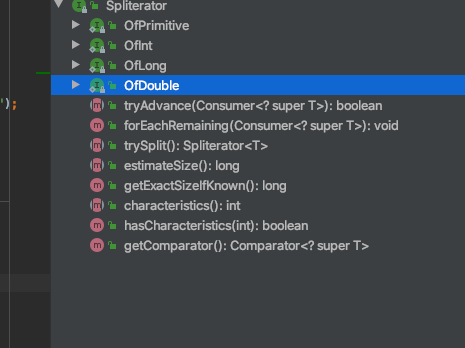 Spliterator
OfPrimitive
OfInt
OfLong
OfDouble
');
tryAdvance(Consumer<? super T>): boolean
forEachRemaining(Consumer<? super T>): void
trySplit(): Spliterator<T>
estimateSize(): long
getExactSizeIfKnown(): long
characteristics(): int
hasCharacteristics(int): boolean
getComparator(): Comparator<? super T>